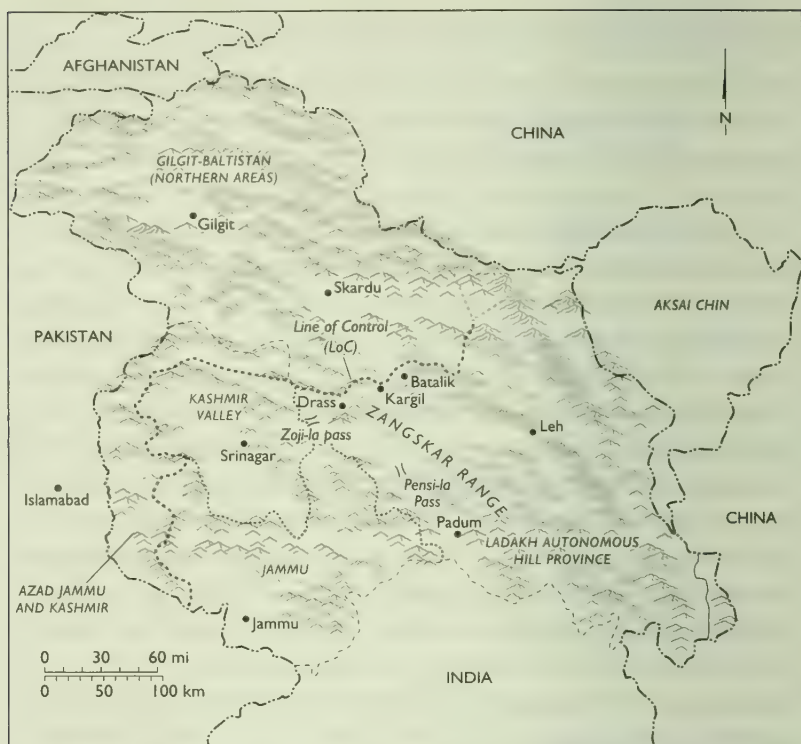 AFGHANISTAN
CHINA
N
GILGIT-BALTISTAN
(NORTHERN AREAS)
Gilgit
Skardu
AKSAI CHIN
PAKISTAN
Line of Control
(LoC)
Batalik
Kargil
KASHMIR
VALLEY
Drass
Zoji-la pass
ZANGSKAR RANGE
Leh
Srinagar
Pensi-la
Pass
Islamabad
CHINA
Padum
LADAKH AUTONOMOUS
HILL PROVINCE
JAMMU
AZAD JAMMU
AND KASHMIR
Jammu
0 30 60 mi
0 50 100 km
INDIA